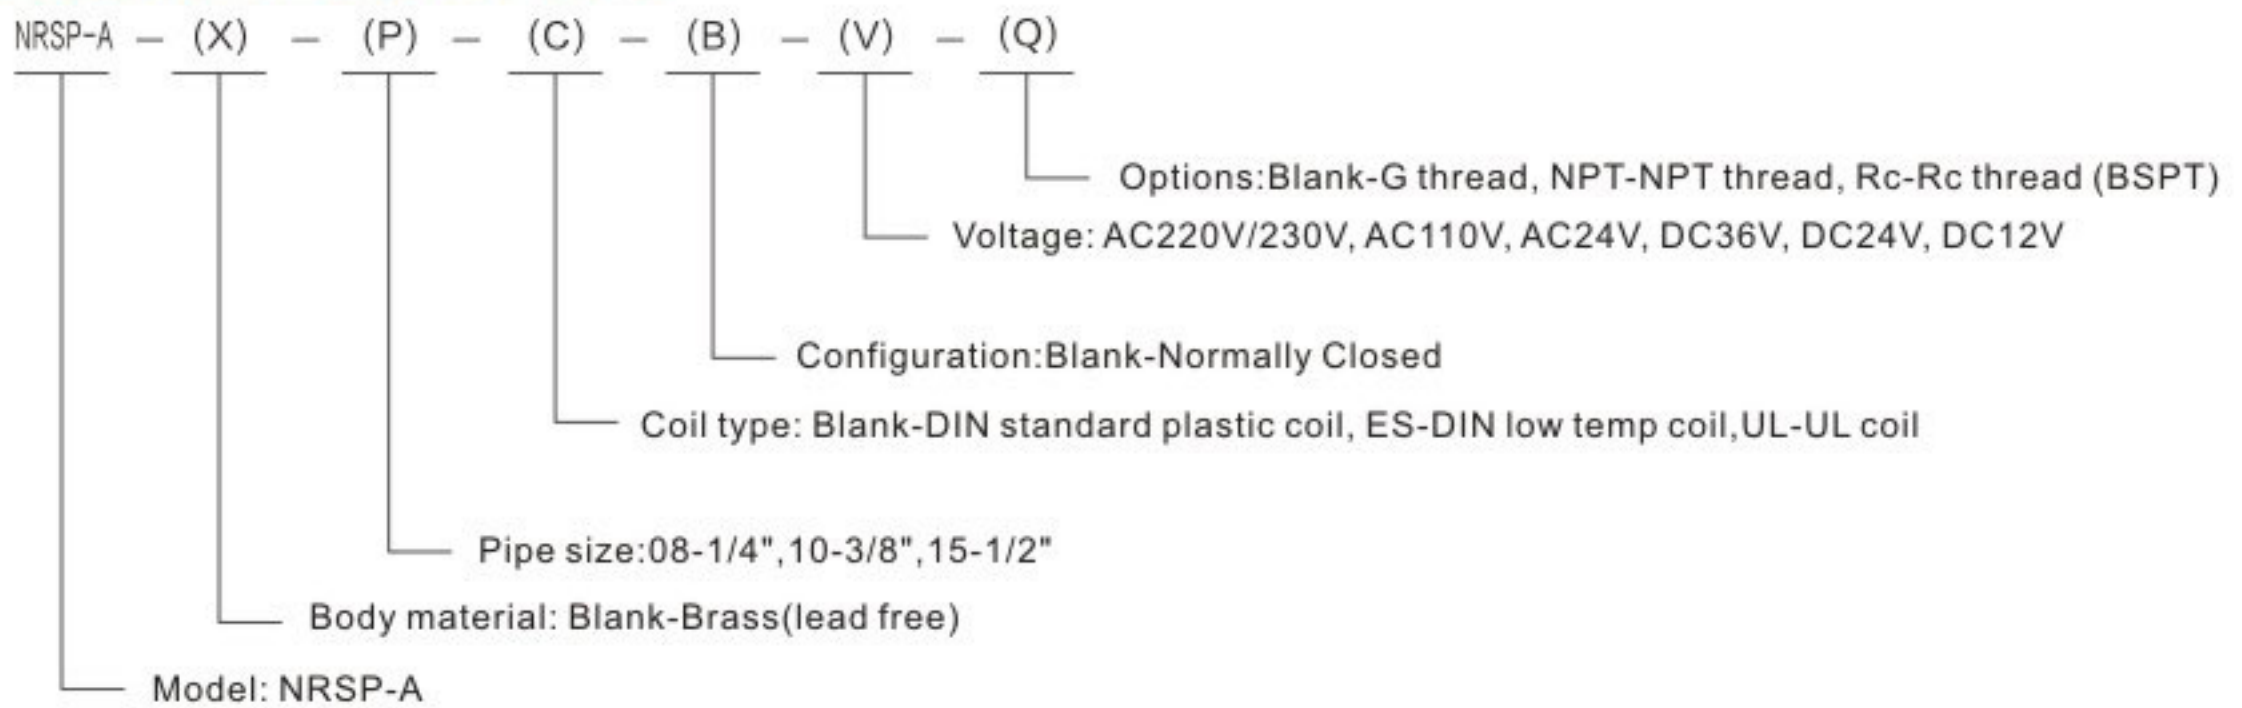 NRSP-A – (X) – (P) – (C) – (B) – (V) – (Q)
Options:Blank-G thread, NPT-NPT thread, Rc-Rc thread (BSPT)
Voltage: AC220V/230V, AC110V, AC24V, DC36V, DC24V, DC12V
Configuration:Blank-Normally Closed
Coil type: Blank-DIN standard plastic coil, ES-DIN low temp coil,UL-UL coil
Pipe size:08-1/4",10-3/8",15-1/2"
Body material: Blank-Brass(lead free)
Model: NRSP-A